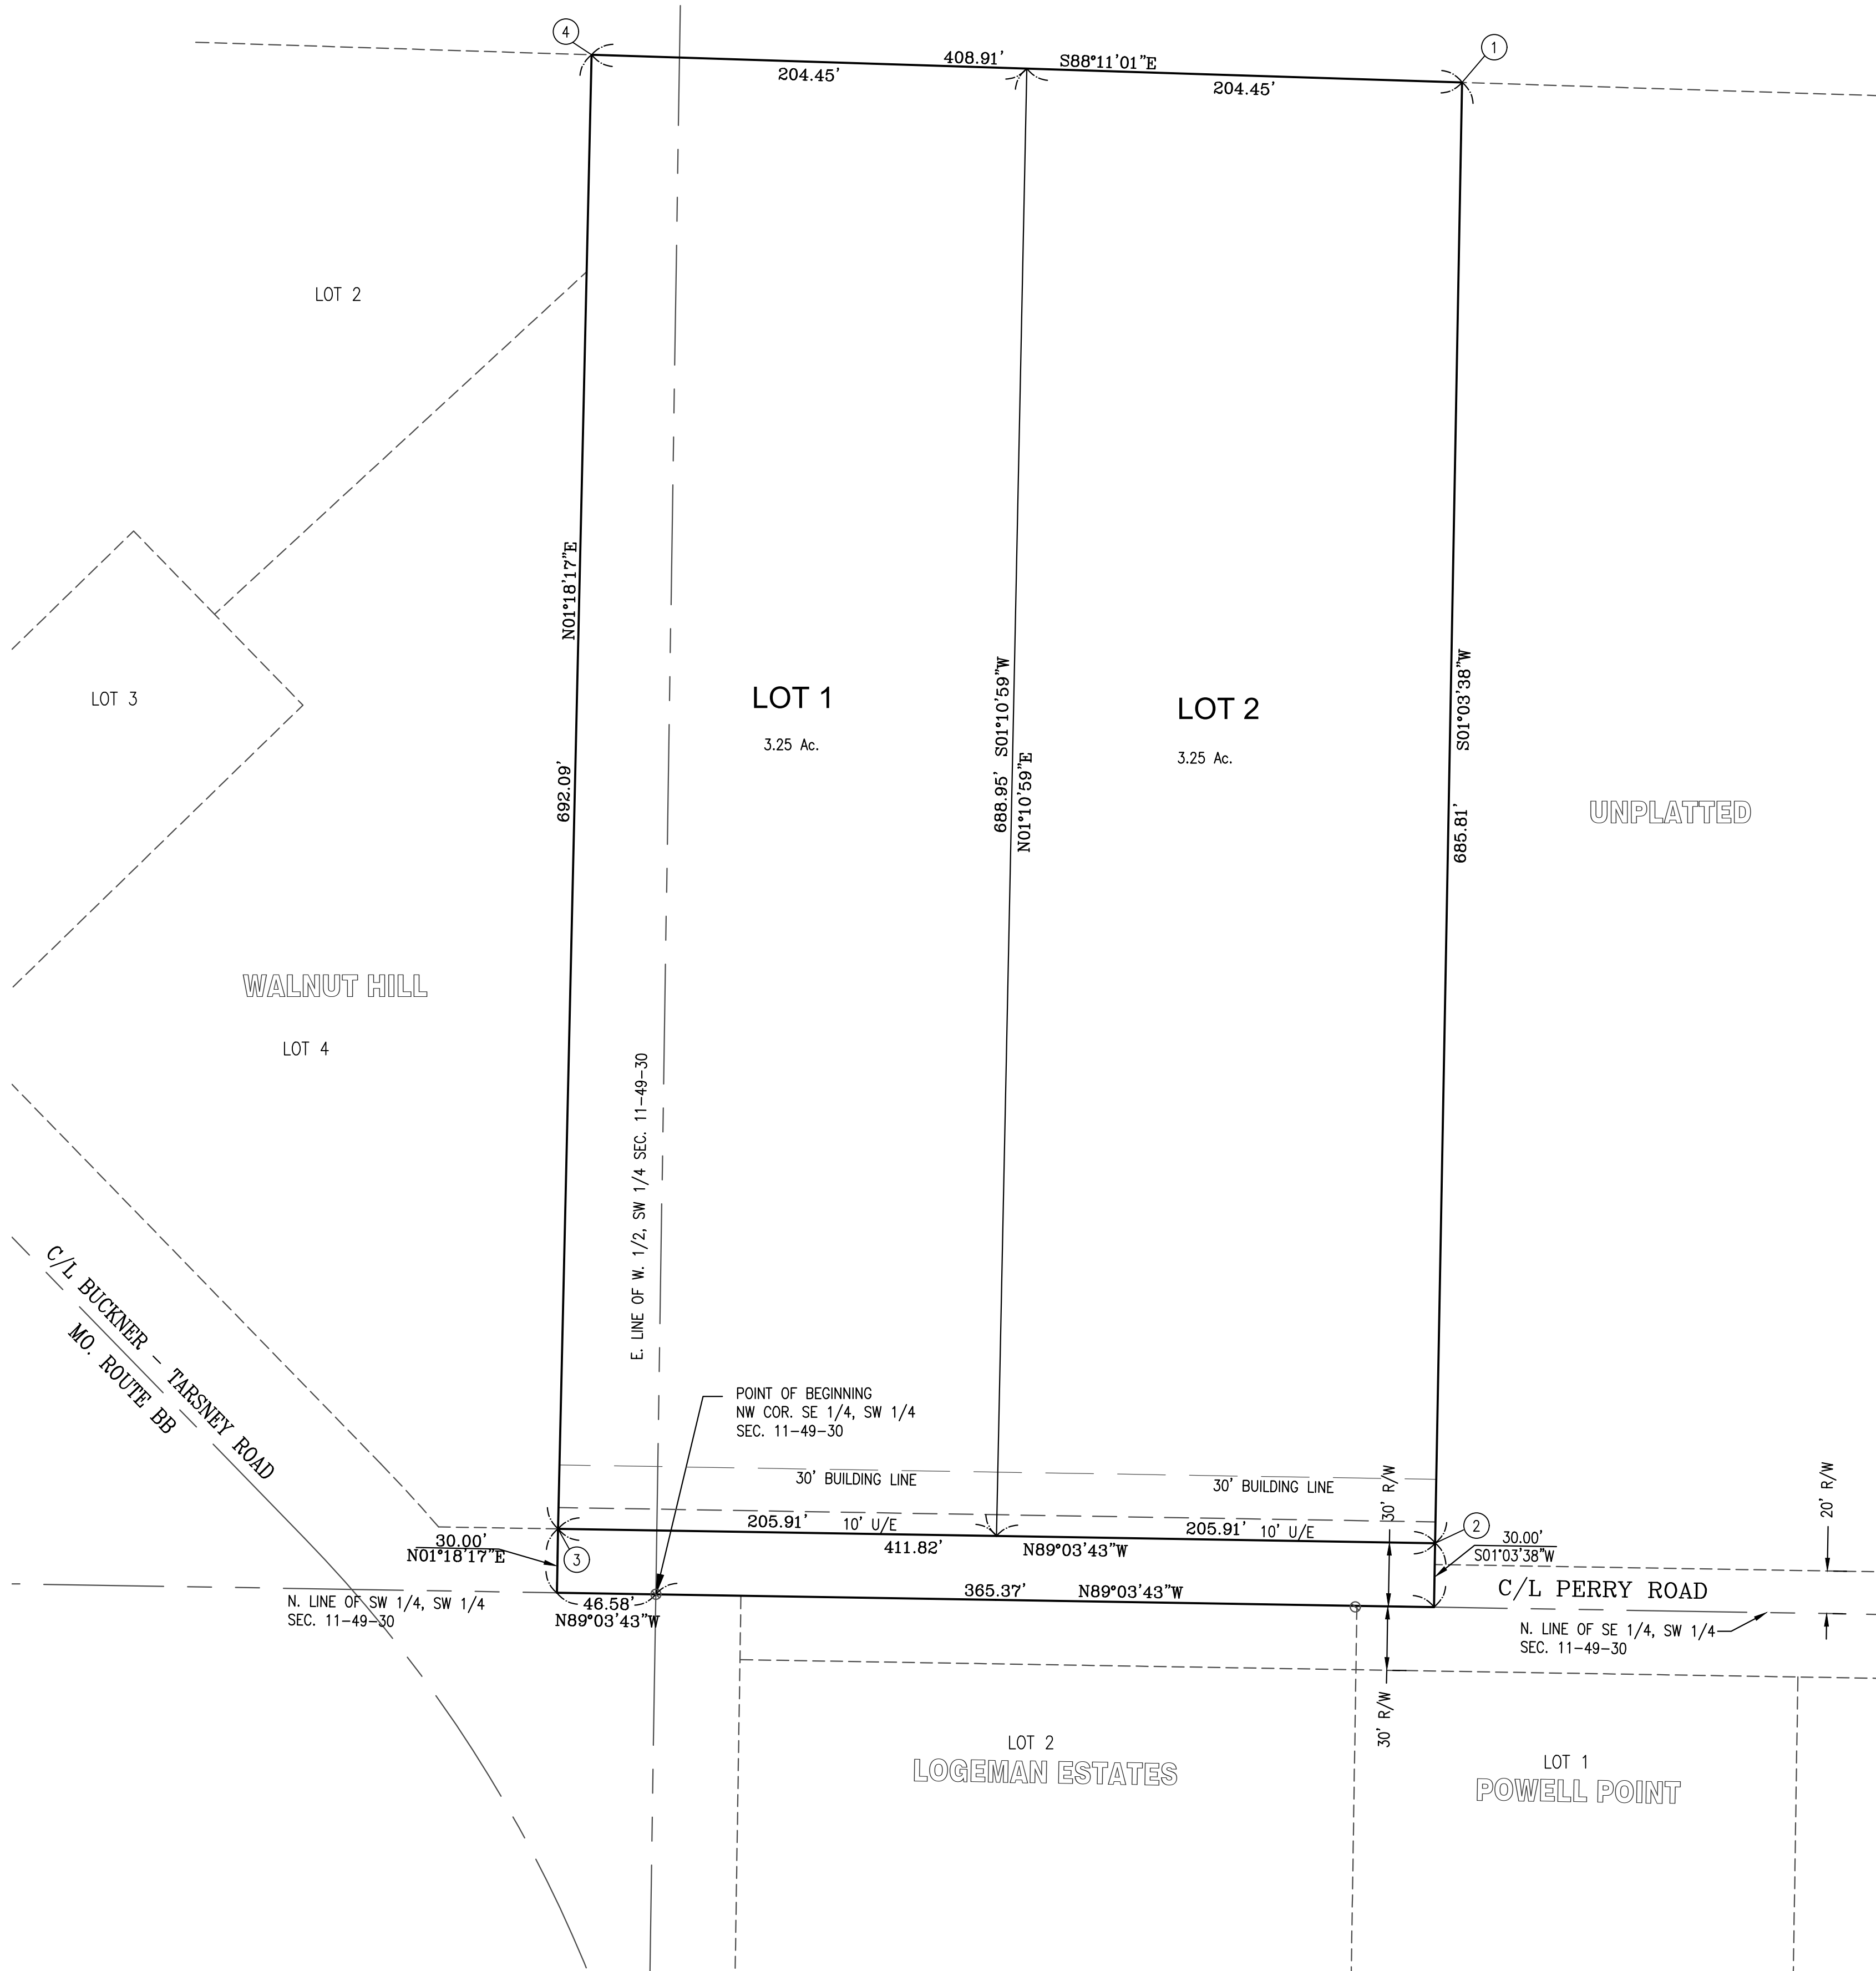 4
1
408.91'
S88°11'01"E
204.45'
204.45'
LOT 2
N01°18'17"E
692.09'
LOT 3
LOT 1
3.25 Ac.
688.95' S01°10'59"W
N01°10'59"E
LOT 2
3.25 Ac.
S01°03'38"W
685.81'
UNPLATTED
WALNUT HILL
LOT 4
E. LINE OF W. 1/2, SW 1/4 SEC. 11-49-30
C/L BUCKNER - TARSNEY ROAD
MO. ROUTE BB
POINT OF BEGINNING
NW COR. SE 1/4, SW 1/4
SEC. 11-49-30
30' BUILDING LINE
30' BUILDING LINE
30' R/W
20' R/W
205.91'
10' U/E
205.91'
10' U/E
2
30.00'
S01°03'38"W
30.00'
N01°18'17"E
3
411.82'
N89°03'43"W
C/L PERRY ROAD
365.37'
N89°03'43"W
46.58'
N89°03'43"W
N. LINE OF SW 1/4, SW 1/4
SEC. 11-49-30
N. LINE OF SE 1/4, SW 1/4
SEC. 11-49-30
30' R/W
LOT 2
LOGEMAN ESTATES
LOT 1
POWELL POINT